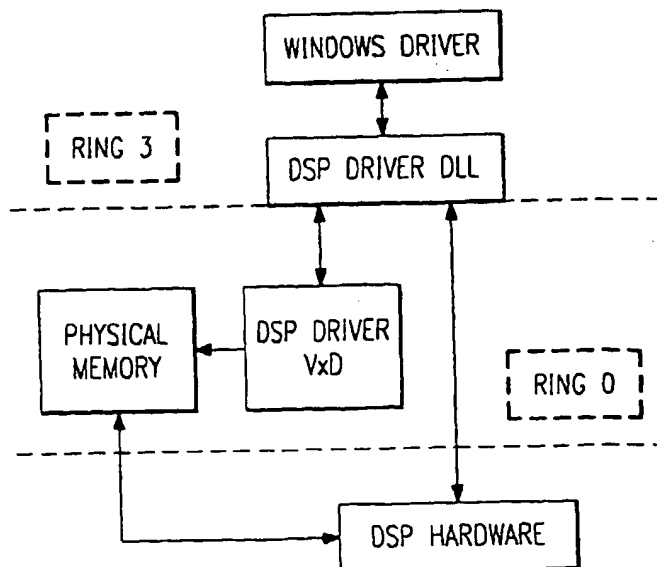 WINDOWS DRIVER
RING 3
DSP DRIVER DLL
PHYSICAL
MEMORY
DSP DRIVER
VxD
RING 0
DSP HARDWARE